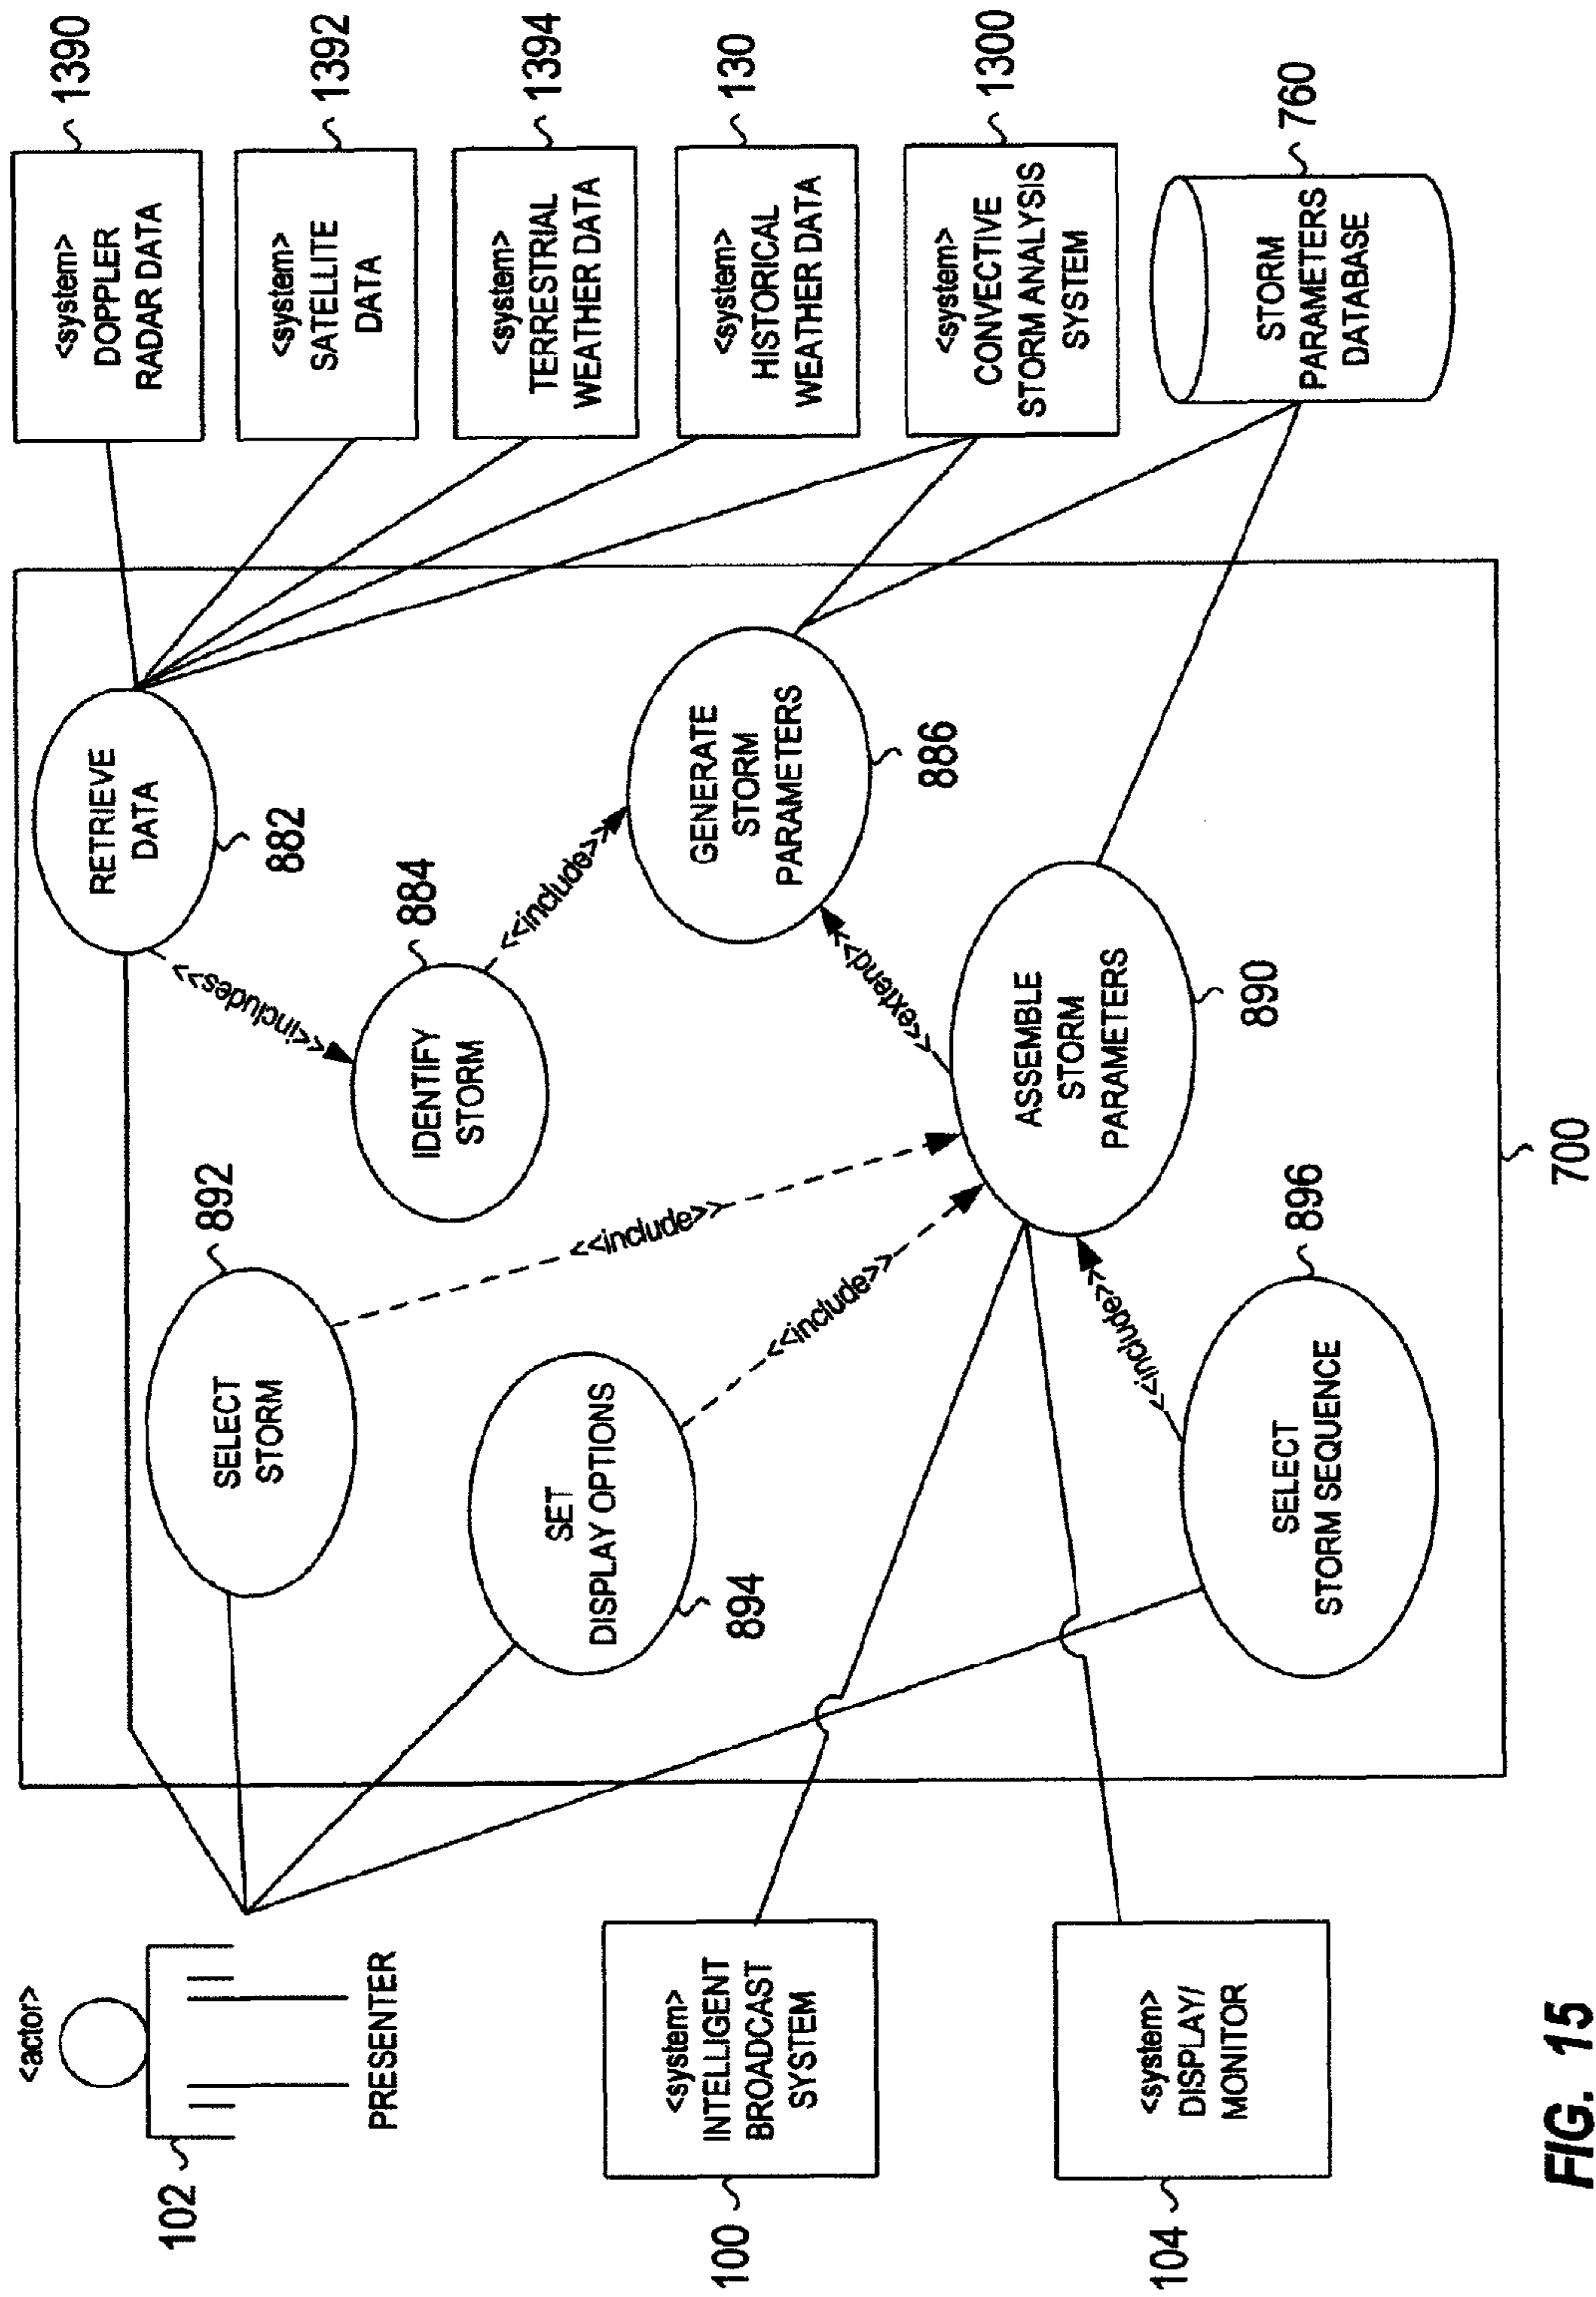 <actor>
102
PRESENTER
<system>
INTELLIGENT
BROADCAST
SYSTEM
100
<system>
DISPLAY/
MONITOR
104
RETRIEVE
DATA
882
<<includes>>
IDENTIFY
STORM
884
<<include>>
GENERATE
STORM
PARAMETERS
886
SELECT
STORM
892
<<include>>
SET
DISPLAY OPTIONS
894
<<include>>
<<extend>>
ASSEMBLE
STORM
PARAMETERS
890
<<include>>
SELECT
STORM SEQUENCE
896
700
<system>
DOPPLER
RADAR DATA
1390
<system>
SATELLITE
DATA
1392
<system>
TERRESTRIAL
WEATHER DATA
1394
<system>
HISTORICAL
WEATHER DATA
130
<system>
CONVECTIVE
STORM ANALYSIS
SYSTEM
1300
STORM
PARAMETERS
DATABASE
760
FIG. 15